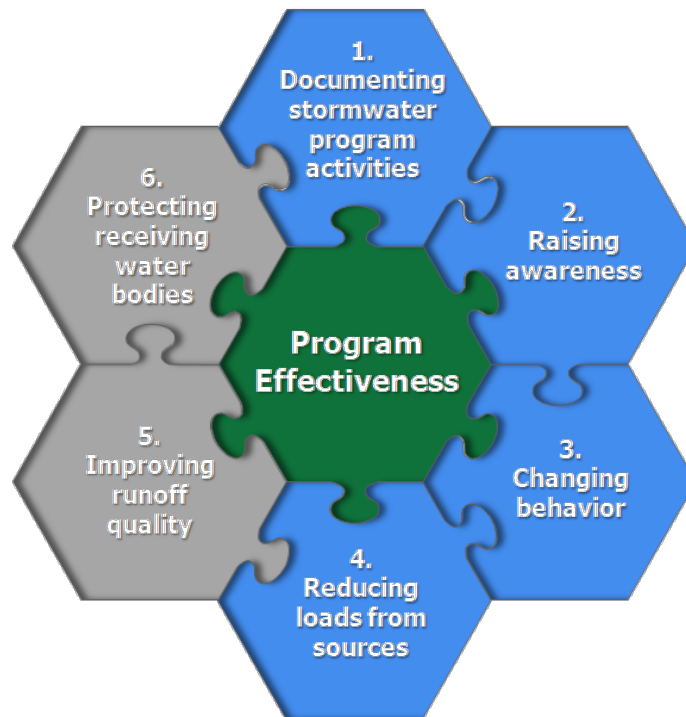 1.
Documenting
stormwater
program
activities
2.
Raising
awareness
3.
Changing
behavior
4.
Reducing
loads from
sources
5.
Improving
runoff
quality
6.
Protecting
receiving
water
bodies
Program
Effectiveness